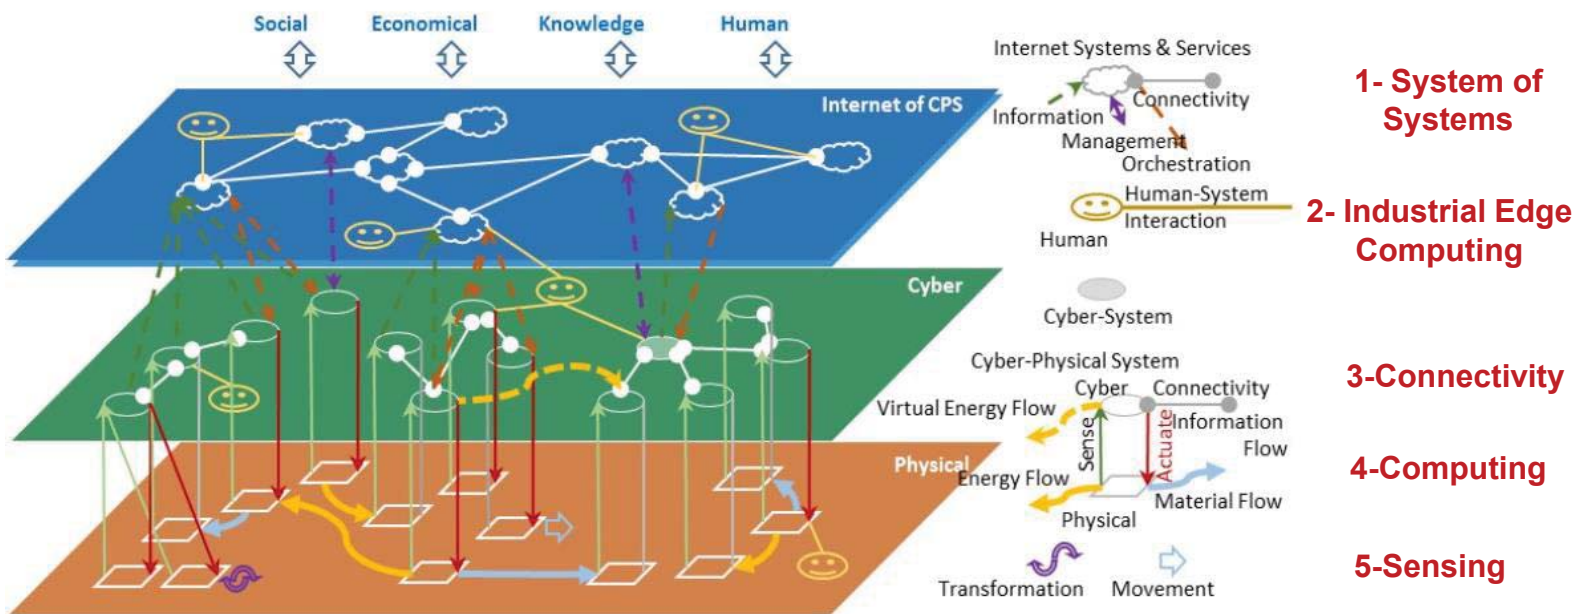 Social
Economical
Knowledge
Human
Internet of CPS
Cyber
Physical
Internet Systems & Services
Connectivity
Information
Management
Orchestration
Human-System
Interaction
Human
Cyber-System
Cyber-Physical System
Cyber
Connectivity
Virtual Energy Flow
Information
Flow
Sense
Actuate
Energy Flow
Material Flow
Physical
Transformation
Movement
1- System of
Systems
2- Industrial Edge
Computing
3-Connectivity
4-Computing
5-Sensing